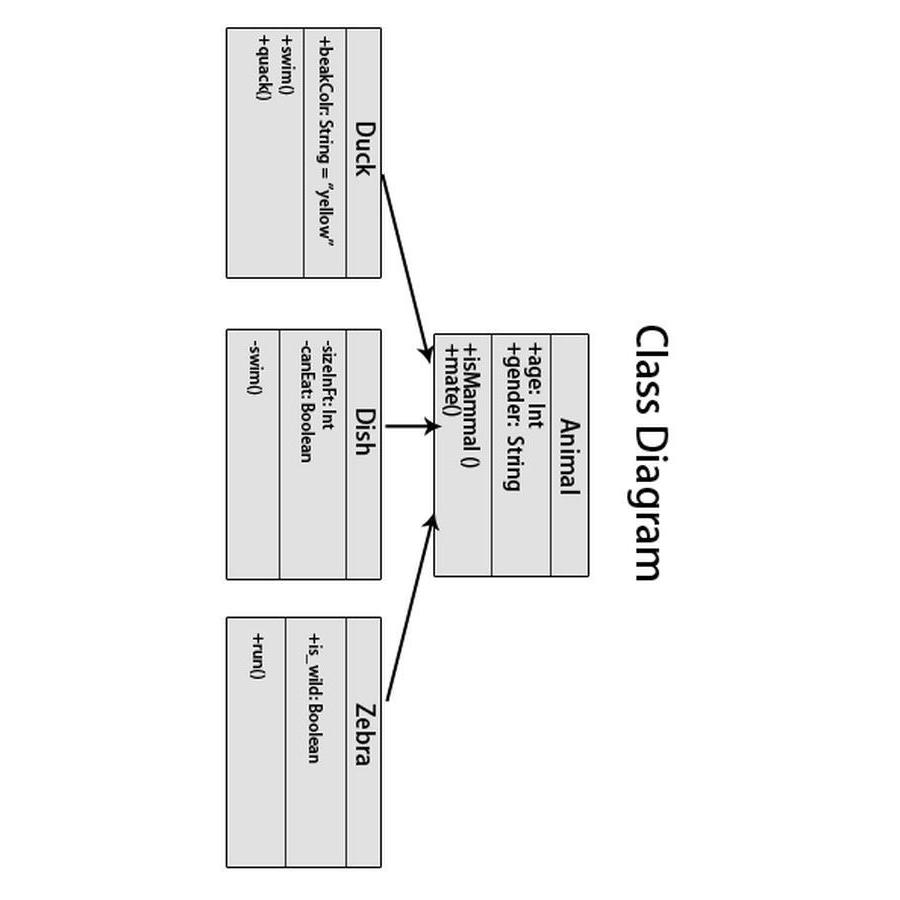 Class Diagram
Animal
+age: Int
+gender: String
+isMammal ()
+mate()
Duck
+beakColr: String = “yellow”
+swim()
+quack()
Dish
-sizeInFt: Int
-canEat: Boolean
-swim()
Zebra
+is_wild: Boolean
+run()